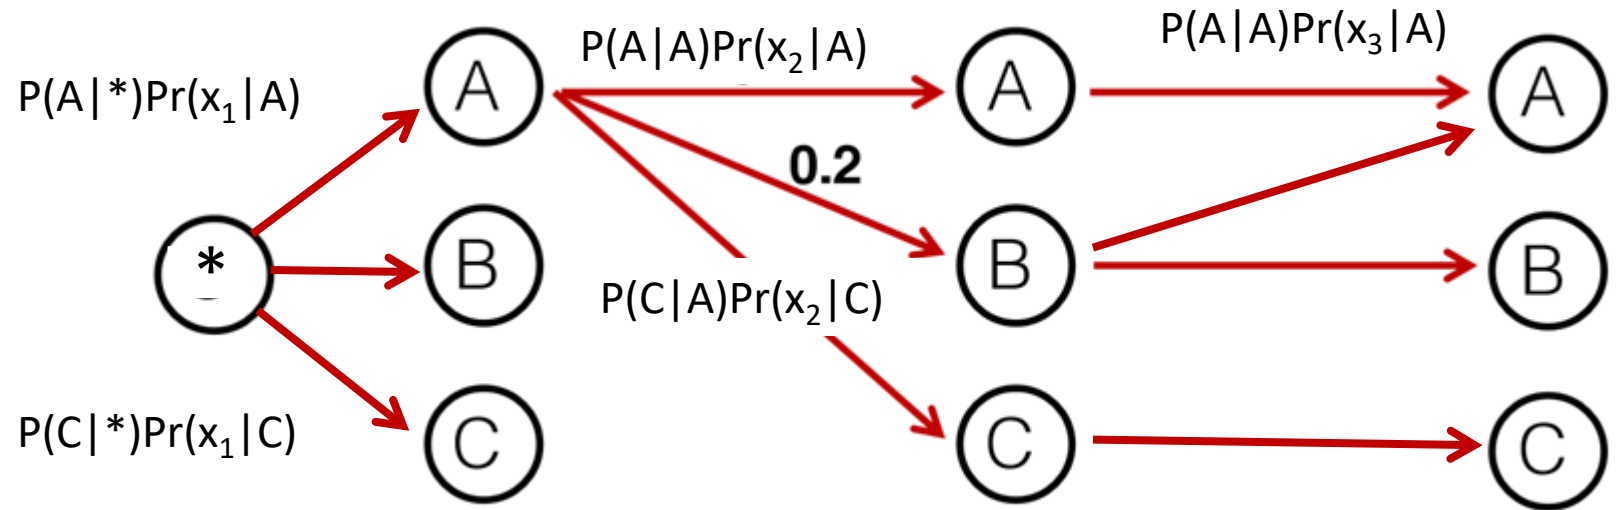 P(A|A)Pr(x₃|A)
P(A|A)Pr(x₂|A)
P(A|*)Pr(x₁|A)
A
A
A
0.2
*
B
B
B
P(C|A)Pr(x₂|C)
P(C|*)Pr(x₁|C)
C
C
C